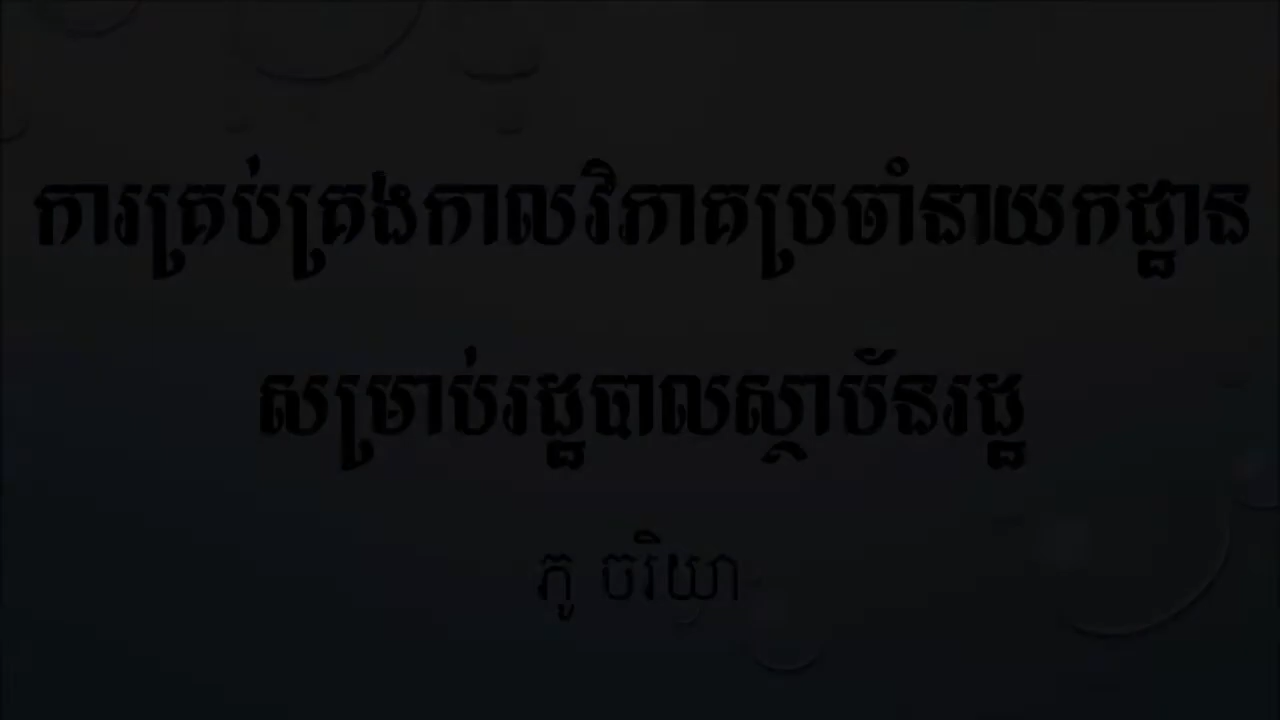 ការគ្រប់គ្រងកាលវិភាគប្រចាំនាយកដ្ឋាន
សម្រាប់រដ្ឋបាលស្ថាប័នរដ្ឋ
ភូ ចរិយា